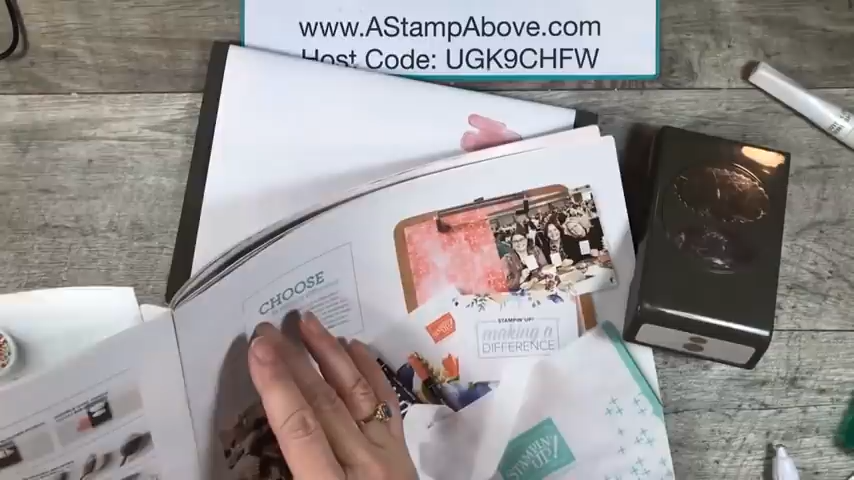 www.AStampAbove.com
Host Code: UGK9CHFW
CHOOSE
STAMPIN' UP!
making a
DIFFERENCE
STAMPIN'
UP!